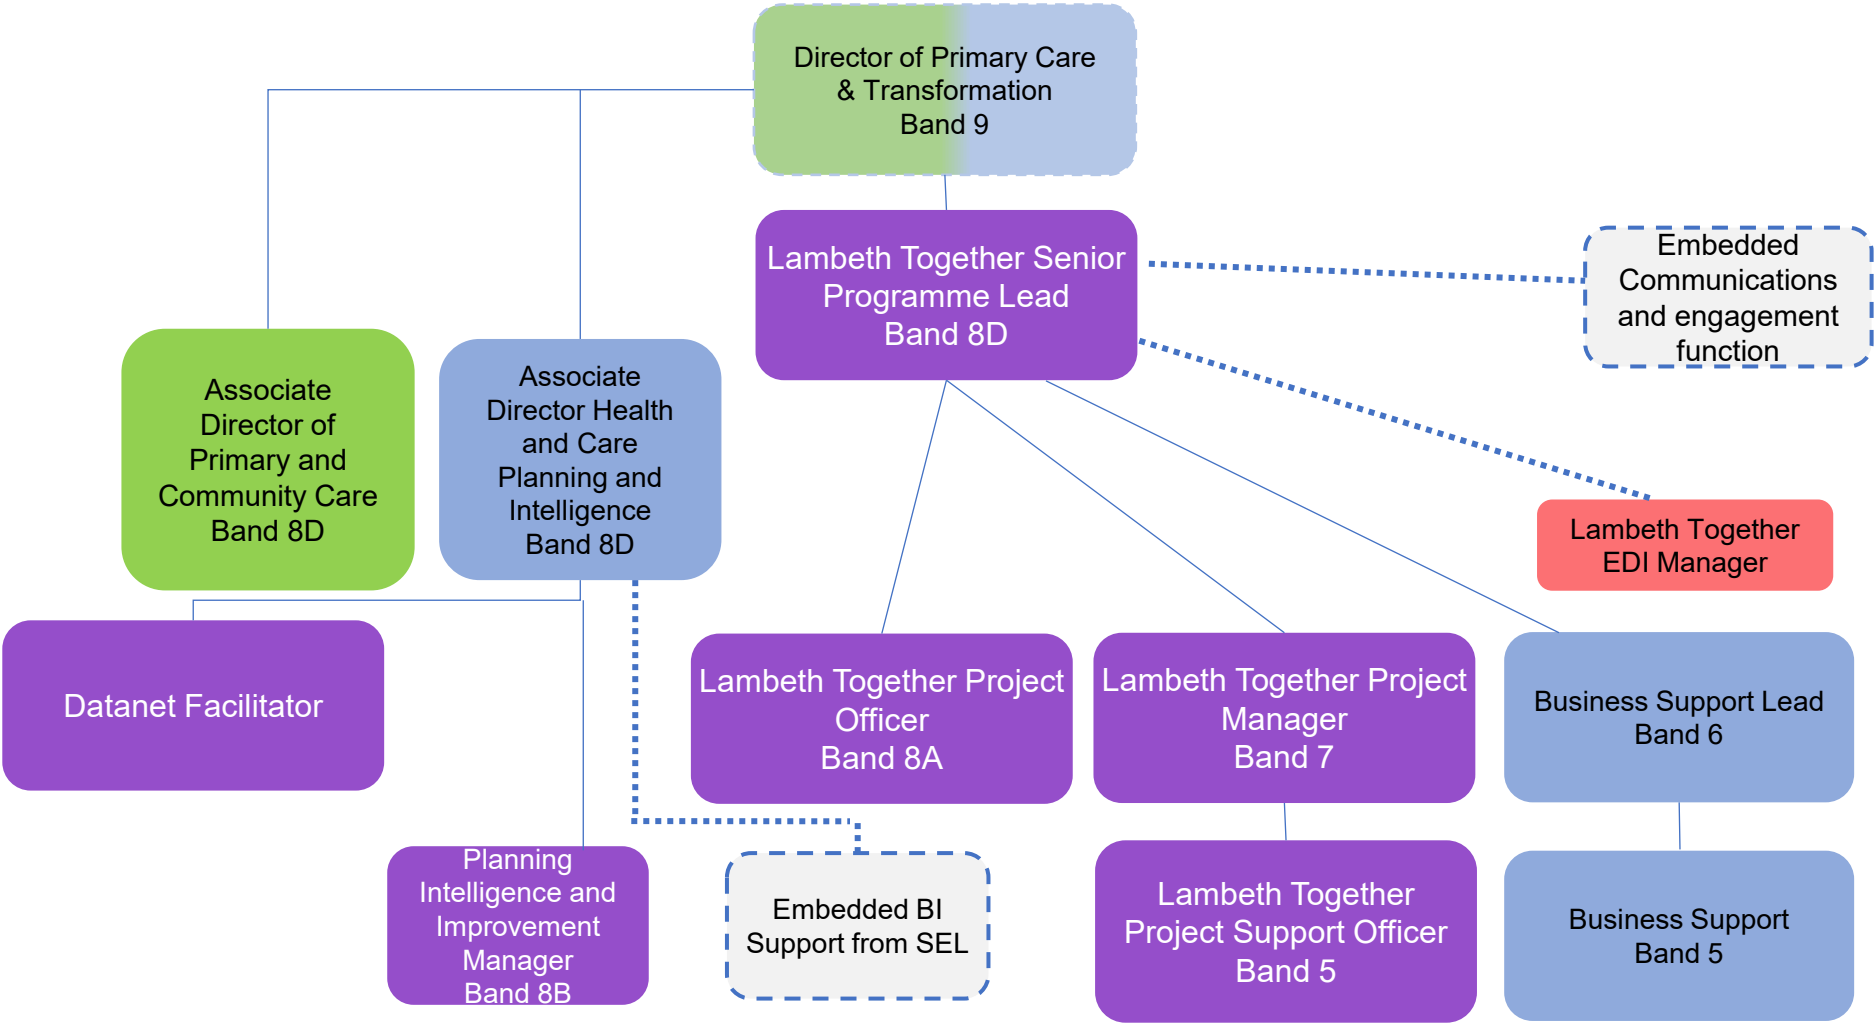 Director of Primary Care
& Transformation
Band 9
Lambeth Together Senior
Programme Lead
Band 8D
Embedded
Communications
and engagement
function
Associate
Director of
Primary and
Community Care
Band 8D
Associate
Director Health
and Care
Planning and
Intelligence
Band 8D
Lambeth Together
EDI Manager
Datanet Facilitator
Lambeth Together Project
Officer
Band 8A
Lambeth Together Project
Manager
Band 7
Business Support Lead
Band 6
Planning
Intelligence and
Improvement
Manager
Band 8B
Embedded BI
Support from SEL
Lambeth Together
Project Support Officer
Band 5
Business Support
Band 5